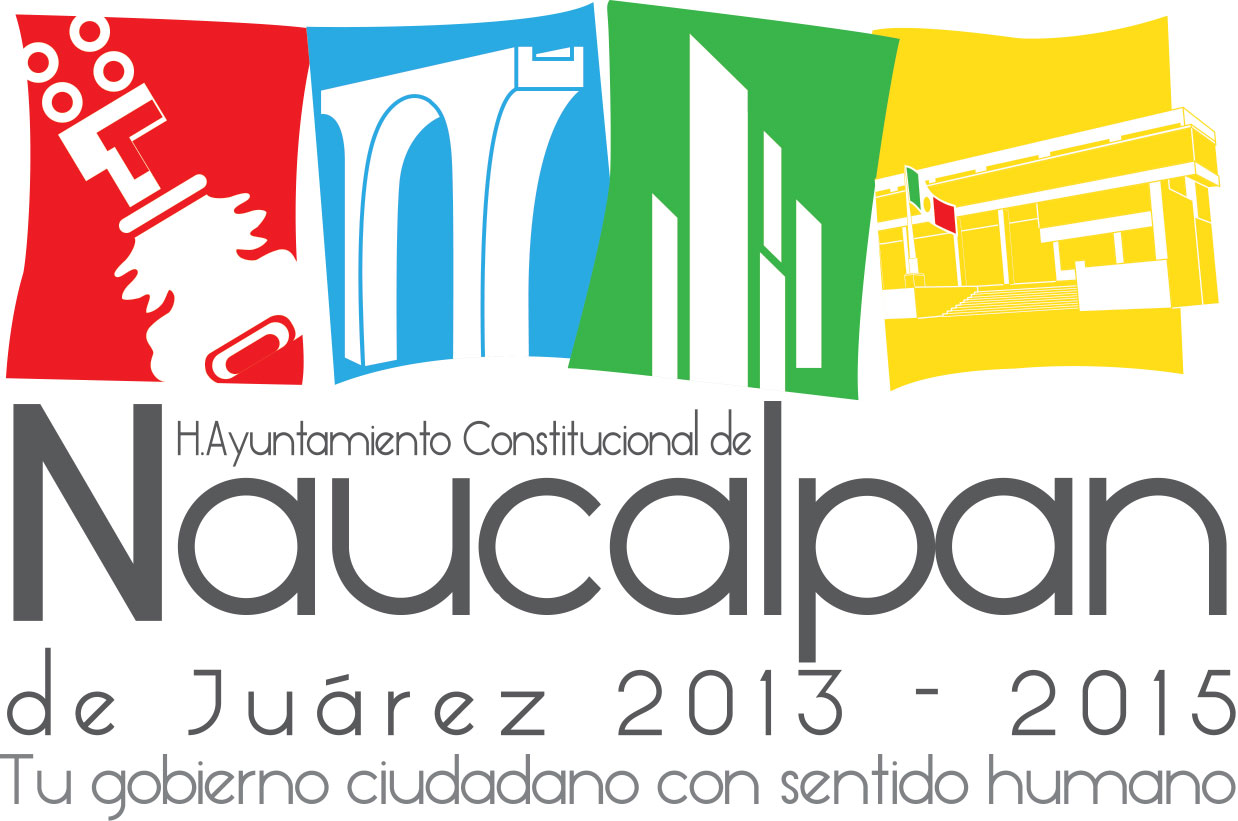 H.Ayuntamiento Constitucional de
Naucalpan
de Juárez 2013 - 2015
Tu gobierno ciudadano con sentido humano